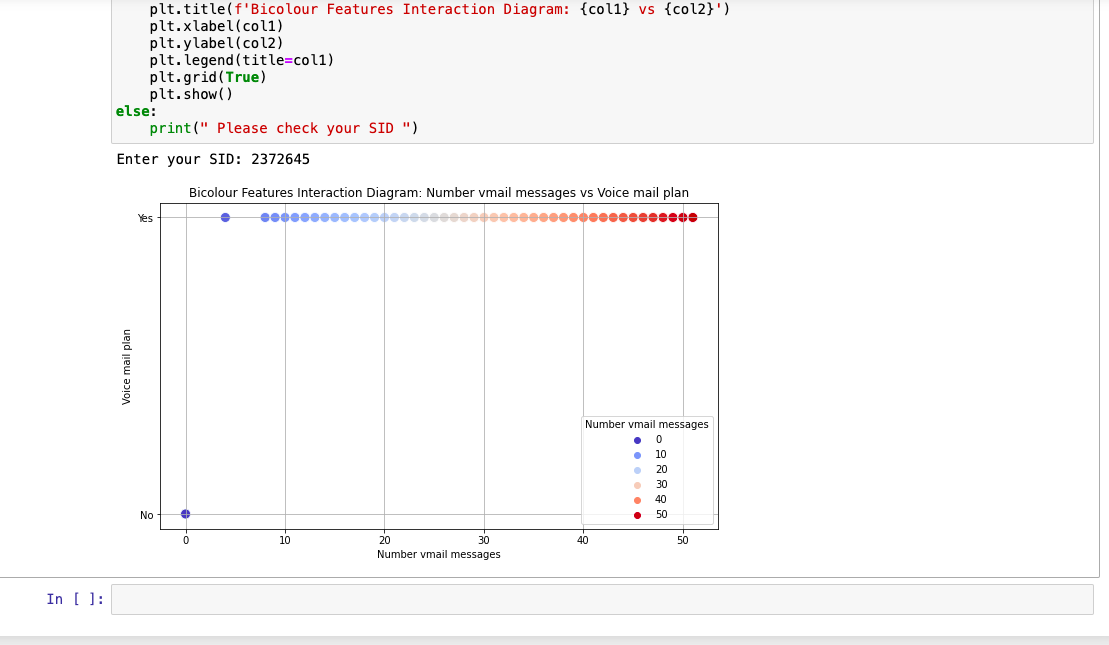 plt.title(f'Bicolour Features Interaction Diagram: {col1} vs {col2}')
plt.xlabel(col1)
plt.ylabel(col2)
plt.legend(title=col1)
plt.grid(True)
plt.show()
else:
print(" Please check your SID ")
Enter your SID: 2372645
Bicolour Features Interaction Diagram: Number vmail messages vs Voice mail plan
Yes
Voice mail plan
Number vmail messages
0
10
20
30
40
50
No
0 10 20 30 40 50
Number vmail messages
In [ ]: